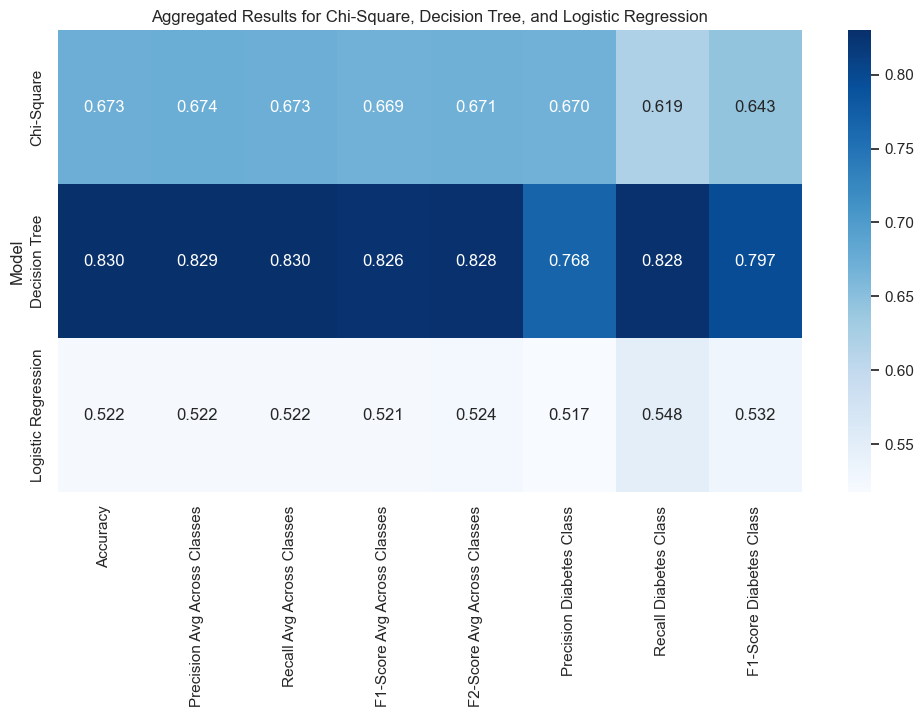 Aggregated Results for Chi-Square, Decision Tree, and Logistic Regression
Model
Chi-Square
0.673 0.674 0.673 0.669 0.671 0.670 0.619 0.643
Decision Tree
0.830 0.829 0.830 0.826 0.828 0.768 0.828 0.797
Logistic Regression
0.522 0.522 0.522 0.521 0.524 0.517 0.548 0.532
Accuracy
Precision Avg Across Classes
Recall Avg Across Classes
F1-Score Avg Across Classes
F2-Score Avg Across Classes
Precision Diabetes Class
Recall Diabetes Class
F1-Score Diabetes Class
0.80
0.75
0.70
0.65
0.60
0.55